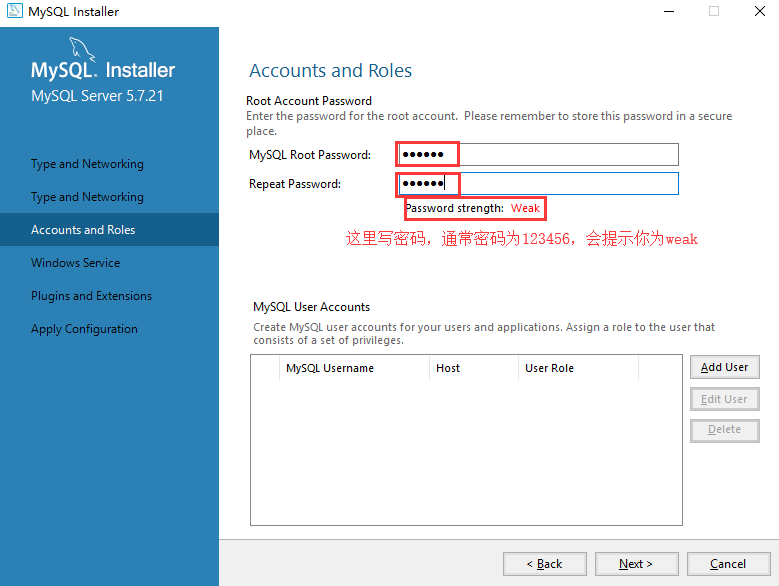 MySQL Installer
MySQL. Installer
MySQL Server 5.7.21
Type and Networking
Type and Networking
Accounts and Roles
Windows Service
Plugins and Extensions
Apply Configuration
Accounts and Roles
Root Account Password
Enter the password for the root account.  Please remember to store this password in a secure
place.
MySQL Root Password: ●●●●●●
Repeat Password: ●●●●●●
Password strength: Weak
这里写密码，通常密码为123456，会提示你为weak
MySQL User Accounts
Create MySQL user accounts for your users and applications. Assign a role to the user that
consists of a set of privileges.
MySQL Username Host User Role
Add User
Edit User
Delete
< Back Next > Cancel